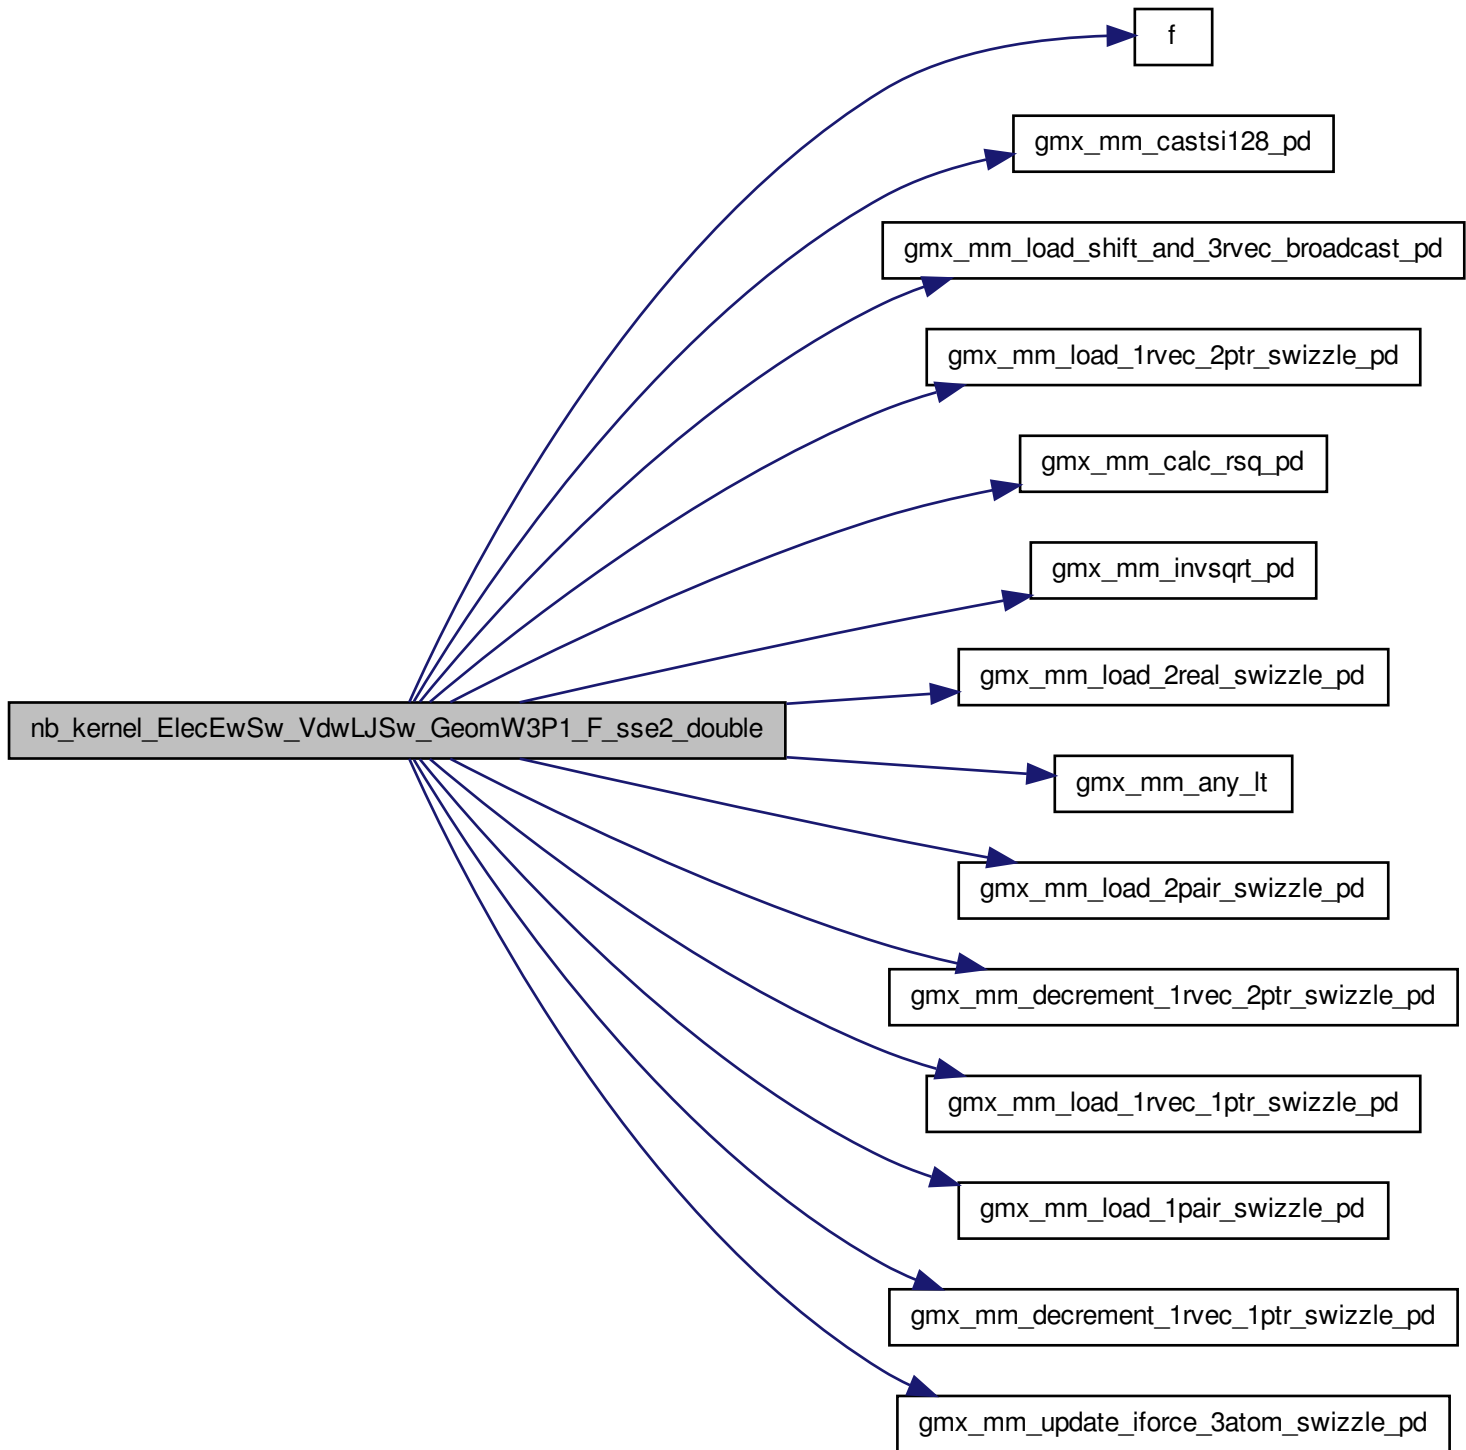 f
gmx_mm_castsi128_pd
gmx_mm_load_shift_and_3rvec_broadcast_pd
gmx_mm_load_1rvec_2ptr_swizzle_pd
gmx_mm_calc_rsq_pd
gmx_mm_invsqrt_pd
gmx_mm_load_2real_swizzle_pd
nb_kernel_ElecEwSw_VdwLJSw_GeomW3P1_F_sse2_double
gmx_mm_any_lt
gmx_mm_load_2pair_swizzle_pd
gmx_mm_decrement_1rvec_2ptr_swizzle_pd
gmx_mm_load_1rvec_1ptr_swizzle_pd
gmx_mm_load_1pair_swizzle_pd
gmx_mm_decrement_1rvec_1ptr_swizzle_pd
gmx_mm_update_iforce_3atom_swizzle_pd